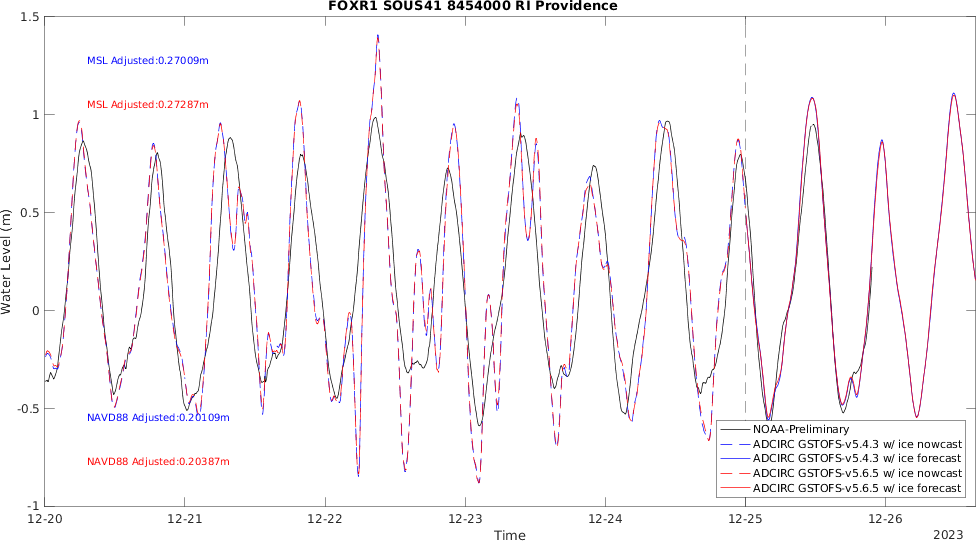 FOXR1 SOUS41 8454000 RI Providence
1.5
MSL Adjusted:0.27009m
MSL Adjusted:0.27287m
1
0.5
Water Level (m)
0
-0.5
NAVD88 Adjusted:0.20109m
NAVD88 Adjusted:0.20387m
-1
NOAA-Preliminary
ADCIRC GSTOFS-v5.4.3 w/ ice nowcast
ADCIRC GSTOFS-v5.4.3 w/ ice forecast
ADCIRC GSTOFS-v5.6.5 w/ ice nowcast
ADCIRC GSTOFS-v5.6.5 w/ ice forecast
12-20 12-21 12-22 12-23 12-24 12-25 12-26
Time
2023